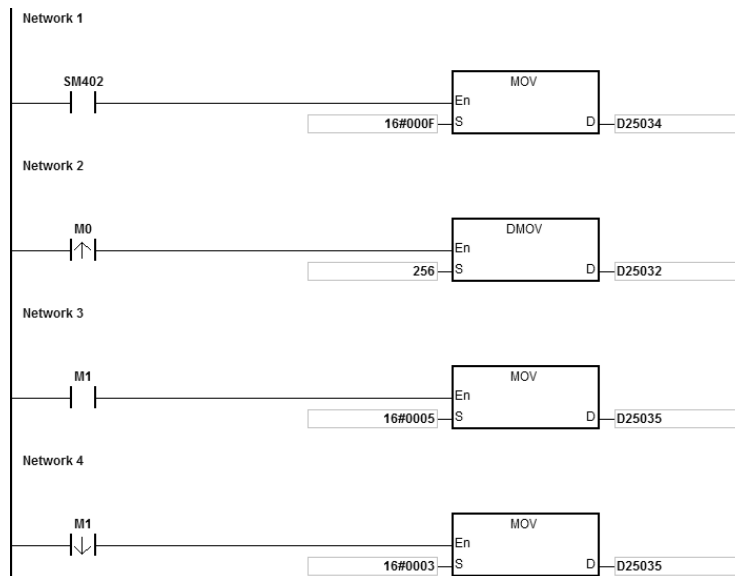 Network 1
SM402
MOV
En
16#000F S D D25034
Network 2
M0
DMOV
En
256 S D D25032
Network 3
M1
MOV
En
16#0005 S D D25035
Network 4
M1
MOV
En
16#0003 S D D25035